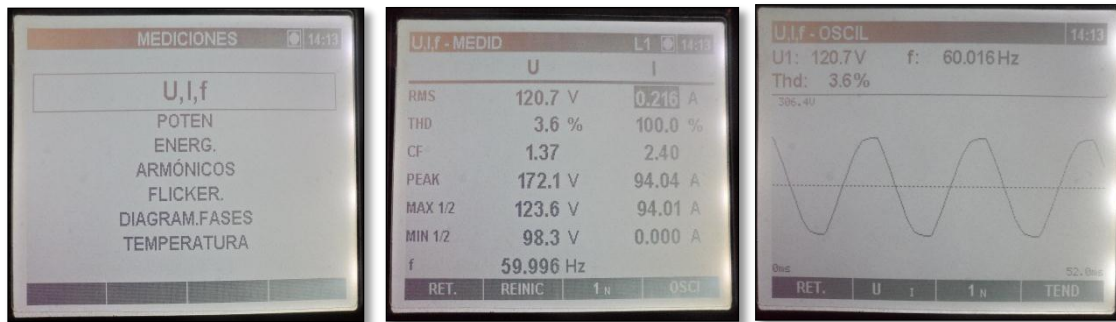 MEDICIONES 14:13
U,I,f
POTEN
ENERG.
ARMÓNICOS
FLICKER.
DIAGRAM.FASES
TEMPERATURA
U,I,f - MEDID L1 14:13
U I
RMS 120.7 V 0.216 A
THD 3.6 % 100.0 %
CF 1.37 2.40
PEAK 172.1 V 94.04 A
MAX 1/2 123.6 V 94.01 A
MIN 1/2 98.3 V 0.000 A
f 59.996 Hz
RET. REINIC 1 N OSCI
U,I,f - OSCIL 14:13
U1: 120.7 V f: 60.016 Hz
Thd: 3.6%
306.4V
0ms 52.0ms
RET. U I 1 N TEND